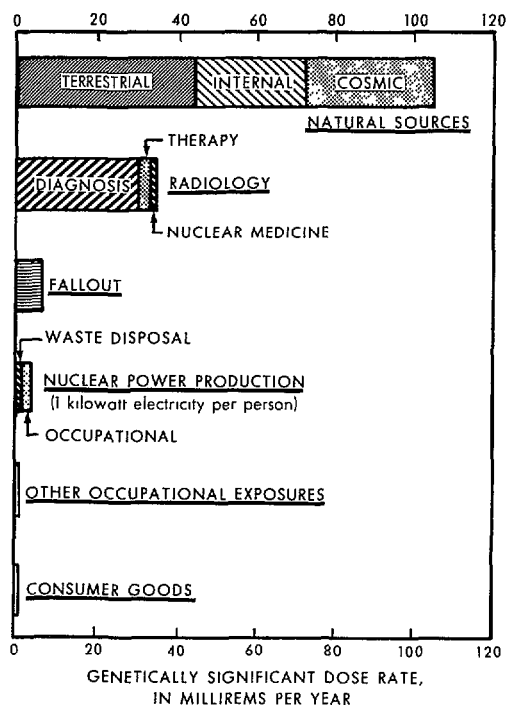 0 20 40 60 80 100 120
TERRESTRIAL INTERNAL COSMIC
NATURAL SOURCES
THERAPY
DIAGNOSIS RADIOLOGY
NUCLEAR MEDICINE
FALLOUT
WASTE DISPOSAL
NUCLEAR POWER PRODUCTION
(1 kilowatt electricity per person)
OCCUPATIONAL
OTHER OCCUPATIONAL EXPOSURES
CONSUMER GOODS
0 20 40 60 80 100 120
GENETICALLY SIGNIFICANT DOSE RATE,
IN MILLIREMS PER YEAR